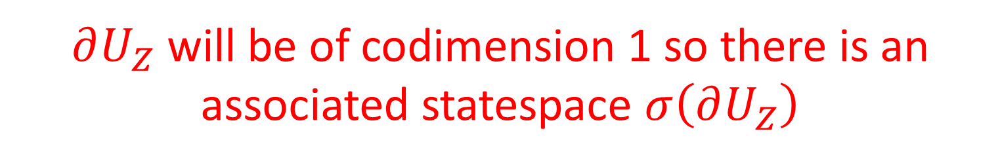 ∂U_Z will be of codimension 1 so there is an
associated statespace σ(∂U_Z)